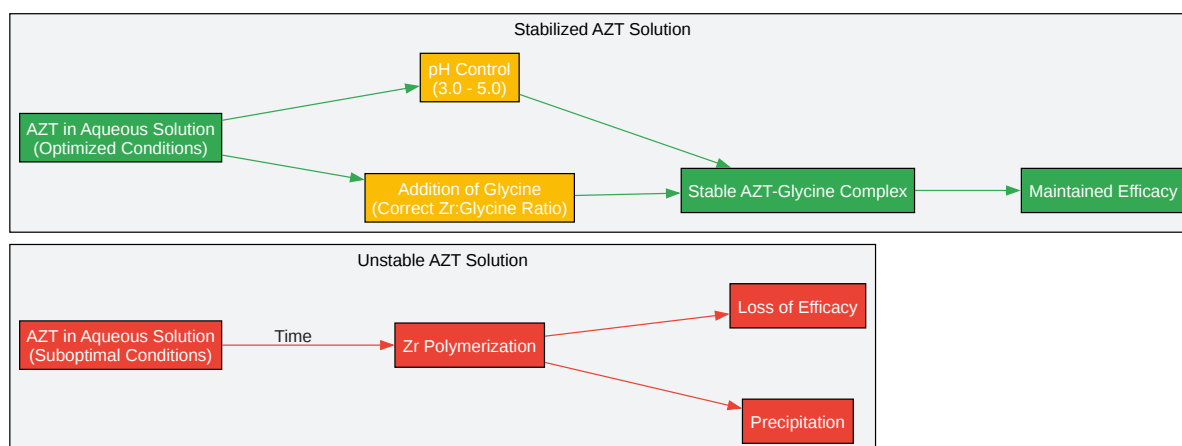 Stabilized AZT Solution
pH Control
(3.0 - 5.0)
AZT in Aqueous Solution
(Optimized Conditions)
Addition of Glycine
(Correct Zr:Glycine Ratio)
Stable AZT-Glycine Complex
Maintained Efficacy
Unstable AZT Solution
AZT in Aqueous Solution
(Suboptimal Conditions)
Time
Zr Polymerization
Loss of Efficacy
Precipitation